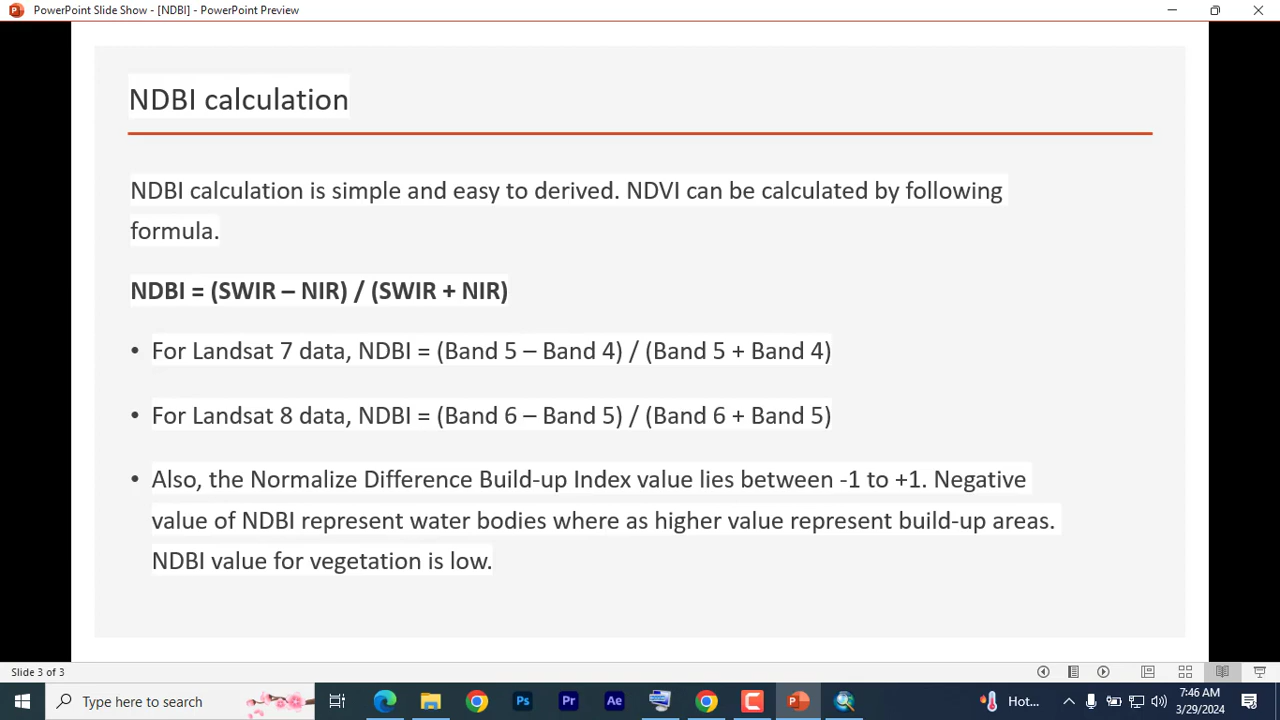 PowerPoint Slide Show - [NDBI] - PowerPoint Preview
NDBI calculation
NDBI calculation is simple and easy to derived. NDVI can be calculated by following
formula.
NDBI = (SWIR – NIR) / (SWIR + NIR)
• For Landsat 7 data, NDBI = (Band 5 – Band 4) / (Band 5 + Band 4)
• For Landsat 8 data, NDBI = (Band 6 – Band 5) / (Band 6 + Band 5)
• Also, the Normalize Difference Build-up Index value lies between -1 to +1. Negative
value of NDBI represent water bodies where as higher value represent build-up areas.
NDBI value for vegetation is low.
Slide 3 of 3
Type here to search
Ps
Pr
Ae
Hot...
7:46 AM
3/29/2024